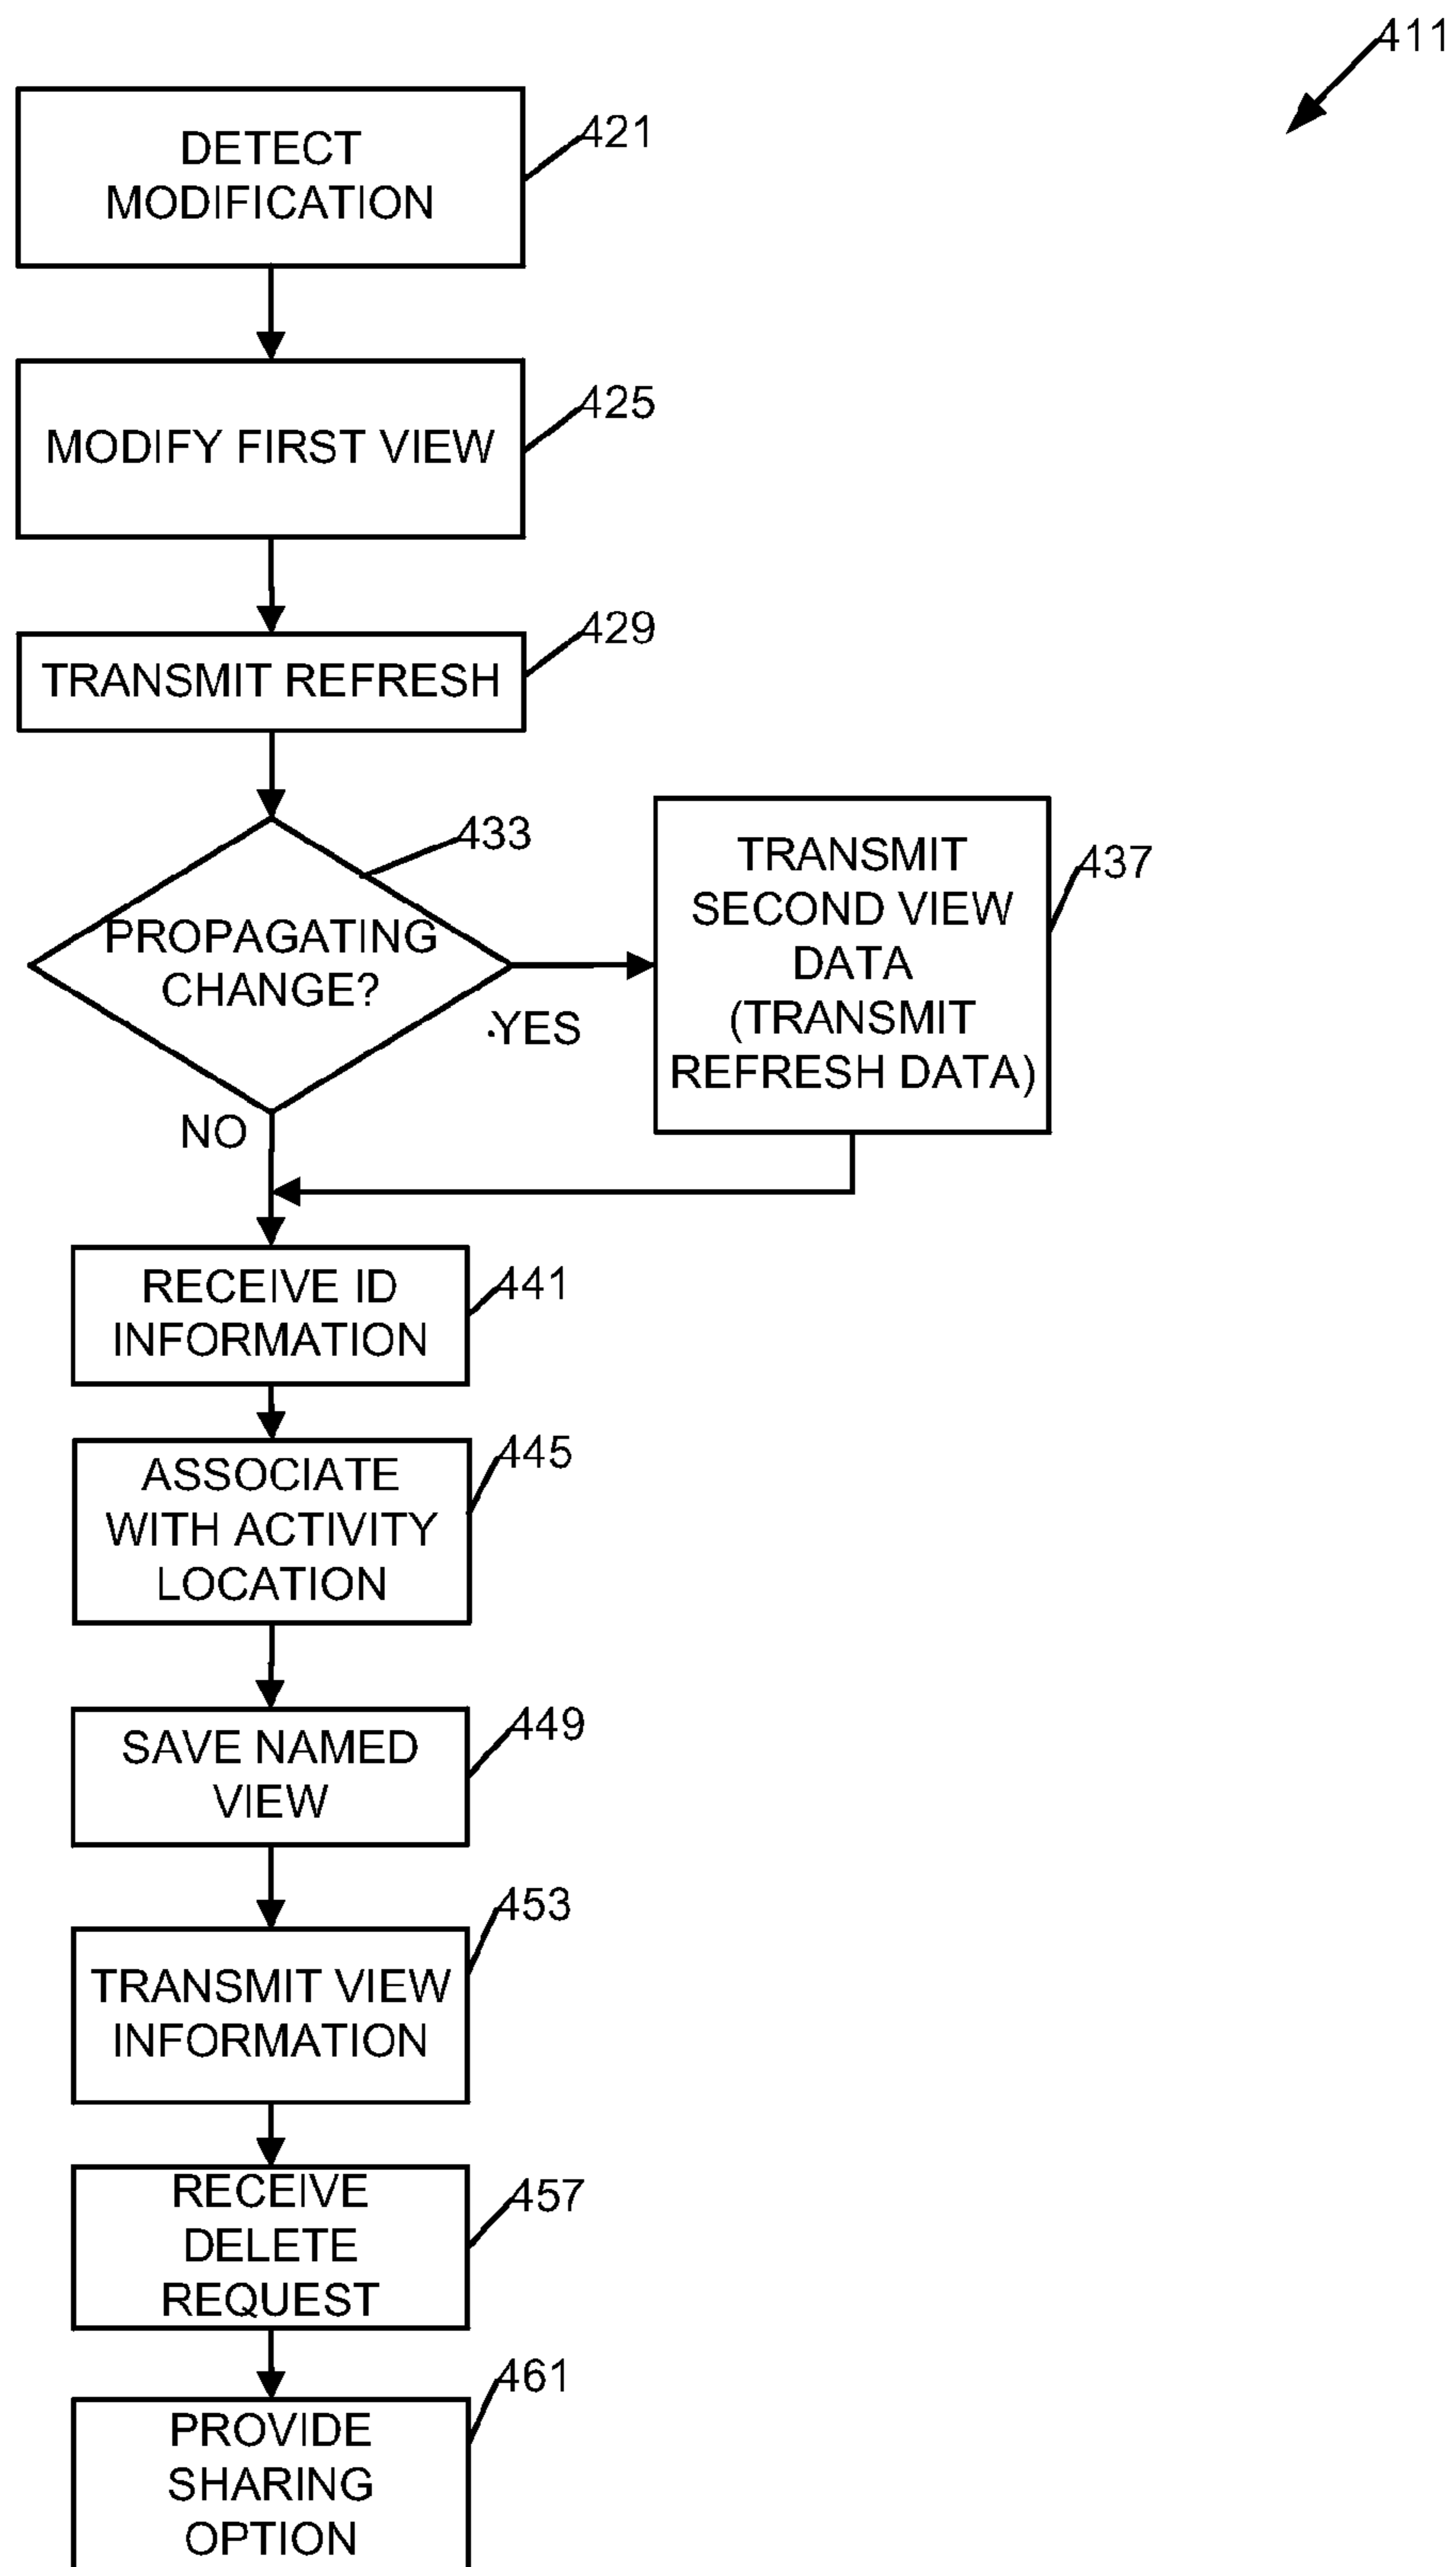 411
DETECT
MODIFICATION
421
MODIFY FIRST VIEW
425
TRANSMIT REFRESH
429
PROPAGATING
CHANGE?
433
YES
NO
TRANSMIT
SECOND VIEW
DATA
(TRANSMIT
REFRESH DATA)
437
RECEIVE ID
INFORMATION
441
ASSOCIATE
WITH ACTIVITY
LOCATION
445
SAVE NAMED
VIEW
449
TRANSMIT VIEW
INFORMATION
453
RECEIVE
DELETE
REQUEST
457
PROVIDE
SHARING
OPTION
461